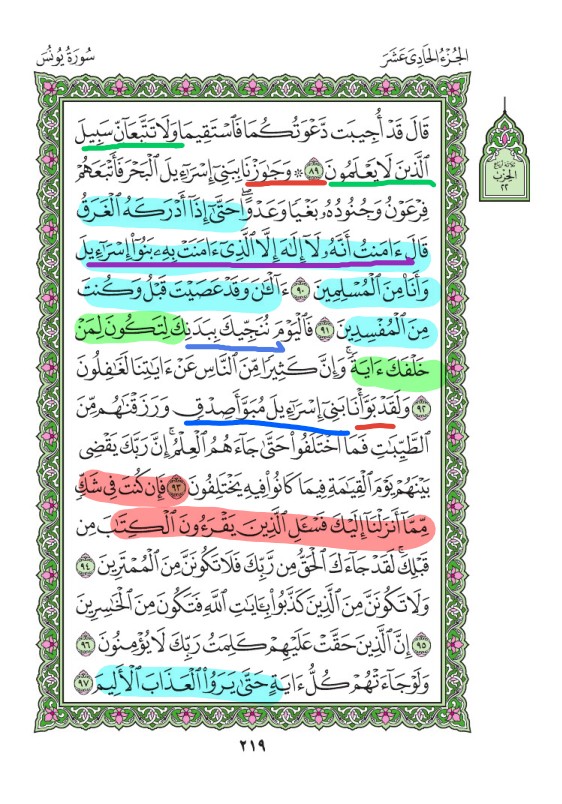 الجُزْءُ الحَادِى عَشَرَ
سُورَةُ يُونُسَ
قَالَ قَدْ أُجِيبَت دَّعْوَتُكُمَا فَٱسْتَقِيمَا وَلَا تَتَّبِعَآنِّ سَبِيلَ
ٱلَّذِينَ لَا يَعْلَمُونَ ٨٩ ۞ وَجَٰوَزْنَا بِبَنِىٓ إِسْرَٰٓءِيلَ ٱلْبَحْرَ فَأَتْبَعَهُمْ
فِرْعَوْنُ وَجُنُودُهُۥ بَغْيًا وَعَدْوًا ۖ حَتَّىٰٓ إِذَآ أَدْرَكَهُ ٱلْغَرَقُ
قَالَ ءَامَنتُ أَنَّهُۥ لَآ إِلَٰهَ إِلَّا ٱلَّذِىٓ ءَامَنَتْ بِهِۦ بَنُوٓا۟ إِسْرَٰٓءِيلَ
وَأَنَا۠ مِنَ ٱلْمُسْلِمِينَ ٩٠ ءَآلْـَٰٔنَ وَقَدْ عَصَيْتَ قَبْلُ وَكُنتَ
مِنَ ٱلْمُفْسِدِينَ ٩١ فَٱلْيَوْمَ نُنَجِّيكَ بِبَدَنِكَ لِتَكُونَ لِمَنْ
خَلْفَكَ ءَايَةً ۚ وَإِنَّ كَثِيرًا مِّنَ ٱلنَّاسِ عَنْ ءَايَٰتِنَا لَغَٰفِلُونَ
٩٢ وَلَقَدْ بَوَّأْنَا بَنِىٓ إِسْرَٰٓءِيلَ مُبَوَّأَ صِدْقٍ وَرَزَقْنَٰهُم مِّنَ
ٱلطَّيِّبَٰتِ فَمَا ٱخْتَلَفُوا۟ حَتَّىٰ جَآءَهُمُ ٱلْعِلْمُ ۚ إِنَّ رَبَّكَ يَقْضِى
بَيْنَهُمْ يَوْمَ ٱلْقِيَٰمَةِ فِيمَا كَانُوا۟ فِيهِ يَخْتَلِفُونَ ٩٣ فَإِن كُنتَ فِى شَكٍّ
مِّمَّآ أَنزَلْنَآ إِلَيْكَ فَسْـَٔلِ ٱلَّذِينَ يَقْرَءُونَ ٱلْكِتَٰبَ مِن
قَبْلِكَ ۚ لَقَدْ جَآءَكَ ٱلْحَقُّ مِن رَّبِّكَ فَلَا تَكُونَنَّ مِنَ ٱلْمُمْتَرِينَ ٩٤
وَلَا تَكُونَنَّ مِنَ ٱلَّذِينَ كَذَّبُوا۟ بِـَٔايَٰتِ ٱللَّهِ فَتَكُونَ مِنَ ٱلْخَٰسِرِينَ
٩٥ إِنَّ ٱلَّذِينَ حَقَّتْ عَلَيْهِمْ كَلِمَتُ رَبِّكَ لَا يُؤْمِنُونَ ٩٦
وَلَوْ جَآءَتْهُمْ كُلُّ ءَايَةٍ حَتَّىٰ يَرَوُا۟ ٱلْعَذَابَ ٱلْأَلِيمَ ٩٧
ثلاثة أرباع
الحزب
٢٢
٢١٩